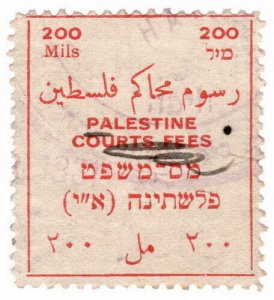 200 200
Mils מיל
رسوم محاكم فلسطين
PALESTINE
COURTS FEES
מס-משפט
פלשתינה (א״י)
٢٠٠ مل ٢٠٠